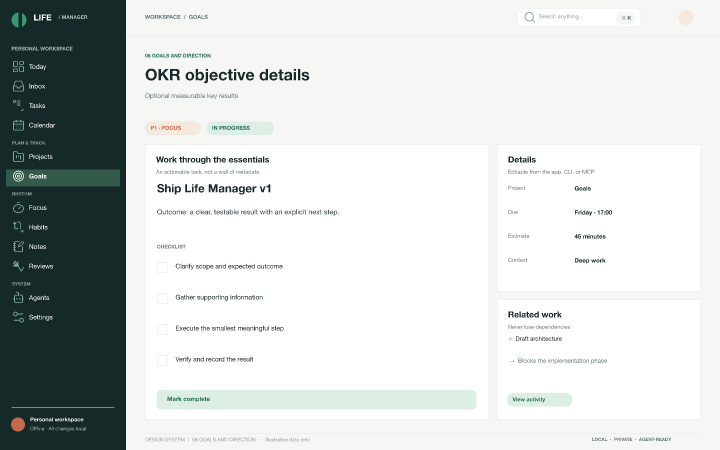 LIFE / MANAGER
PERSONAL WORKSPACE
Today
Inbox
Tasks
Calendar
PLAN & TRACK
Projects
Goals
RHYTHM
Focus
Habits
Notes
Reviews
SYSTEM
Agents
Settings
Personal workspace
Offline · All changes local
WORKSPACE / GOALS
Search anything...
⌘ K
06 GOALS AND DIRECTION
OKR objective details
Optional measurable key results
P1 · FOCUS
IN PROGRESS
Work through the essentials
An actionable task, not a wall of metadata
Ship Life Manager v1
Outcome: a clear, testable result with an explicit next step.
CHECKLIST
Clarify scope and expected outcome
Gather supporting information
Execute the smallest meaningful step
Verify and record the result
Mark complete
Details
Editable from the app, CLI, or MCP
Project Goals
Due Friday · 17:00
Estimate 45 minutes
Context Deep work
Related work
Never lose dependencies
○ Draft architecture
→ Blocks the implementation phase
View activity
DESIGN SYSTEM / 06 GOALS AND DIRECTION · Illustrative data only
LOCAL · PRIVATE · AGENT-READY